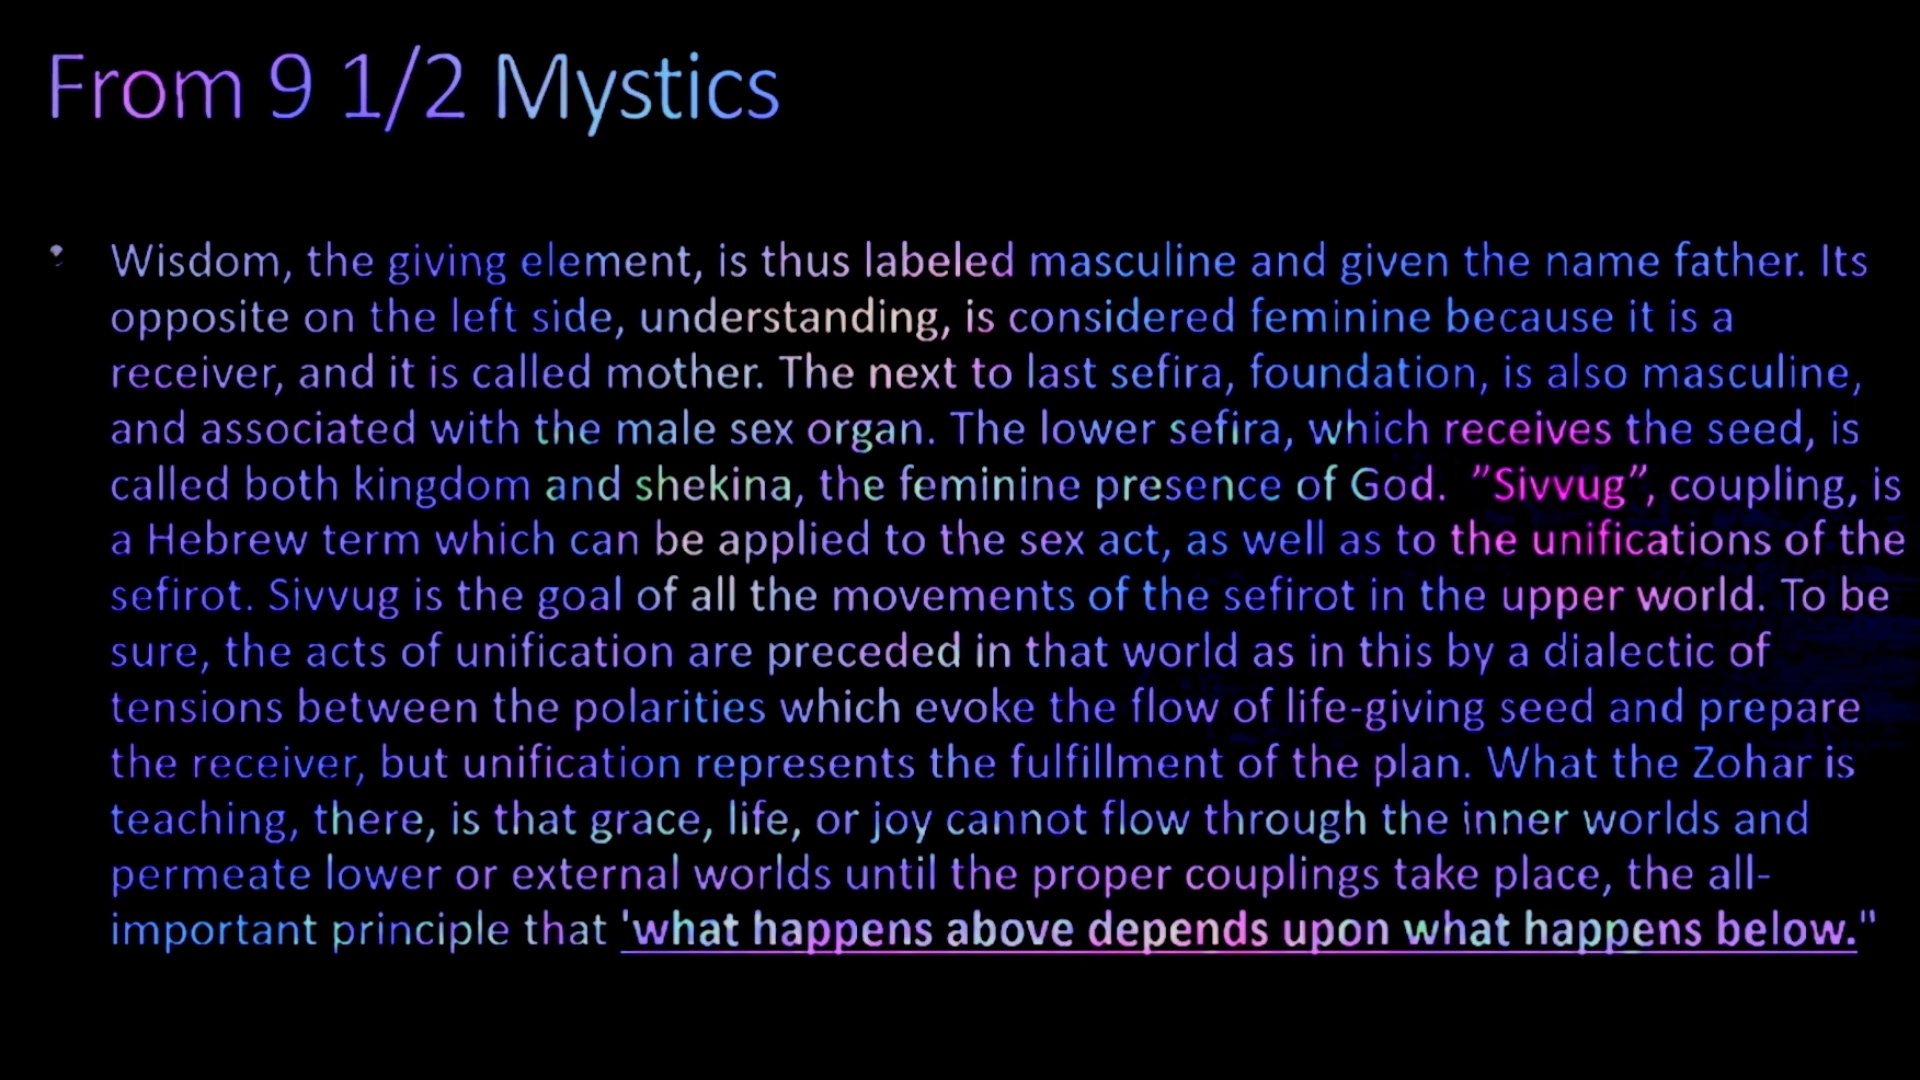 From 9 1/2 Mystics
• Wisdom, the giving element, is thus labeled masculine and given the name father. Its
opposite on the left side, understanding, is considered feminine because it is a
receiver, and it is called mother. The next to last sefira, foundation, is also masculine,
and associated with the male sex organ. The lower sefira, which receives the seed, is
called both kingdom and shekina, the feminine presence of God.  ”Sivvug”, coupling, is
a Hebrew term which can be applied to the sex act, as well as to the unifications of the
sefirot. Sivvug is the goal of all the movements of the sefirot in the upper world. To be
sure, the acts of unification are preceded in that world as in this by a dialectic of
tensions between the polarities which evoke the flow of life-giving seed and prepare
the receiver, but unification represents the fulfillment of the plan. What the Zohar is
teaching, there, is that grace, life, or joy cannot flow through the inner worlds and
permeate lower or external worlds until the proper couplings take place, the all-
important principle that 'what happens above depends upon what happens below."